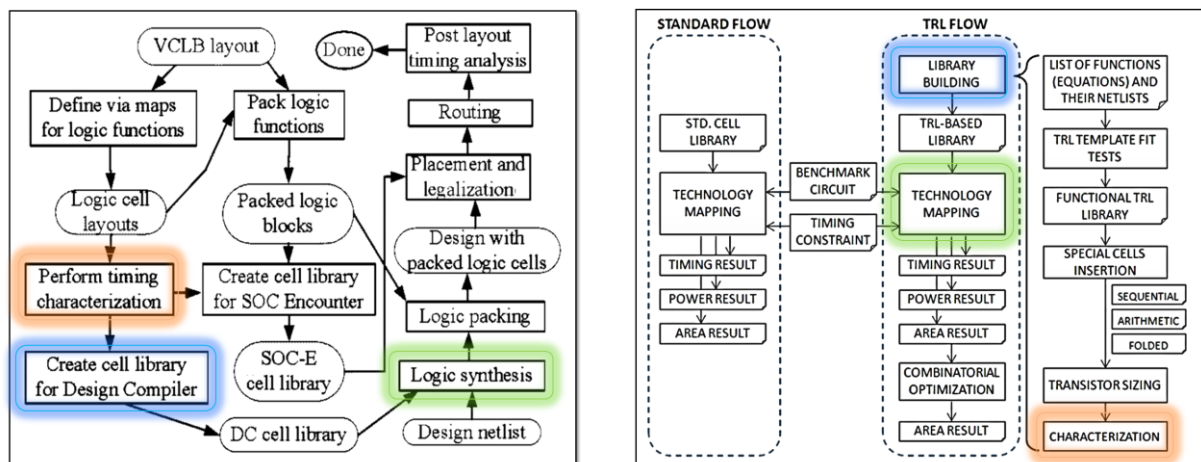 VCLB layout
Define via maps
for logic functions
Pack logic
functions
Logic cell
layouts
Packed logic
blocks
Perform timing
characterization
Create cell library
for SOC Encounter
Create cell library
for Design Compiler
SOC-E
cell library
DC cell library
Done
Post layout
timing analysis
Routing
Placement and
legalization
Design with
packed logic cells
Logic packing
Logic synthesis
Design netlist
STANDARD FLOW
STD. CELL
LIBRARY
TECHNOLOGY
MAPPING
TIMING RESULT
POWER RESULT
AREA RESULT
BENCHMARK
CIRCUIT
TIMING
CONSTRAINT
TRL FLOW
LIBRARY
BUILDING
TRL-BASED
LIBRARY
TECHNOLOGY
MAPPING
TIMING RESULT
POWER RESULT
AREA RESULT
COMBINATORIAL
OPTIMIZATION
AREA RESULT
LIST OF FUNCTIONS
(EQUATIONS) AND
THEIR NETLISTS
TRL TEMPLATE FIT
TESTS
FUNCTIONAL TRL
LIBRARY
SPECIAL CELLS
INSERTION
SEQUENTIAL
ARITHMETIC
FOLDED
TRANSISTOR SIZING
CHARACTERIZATION